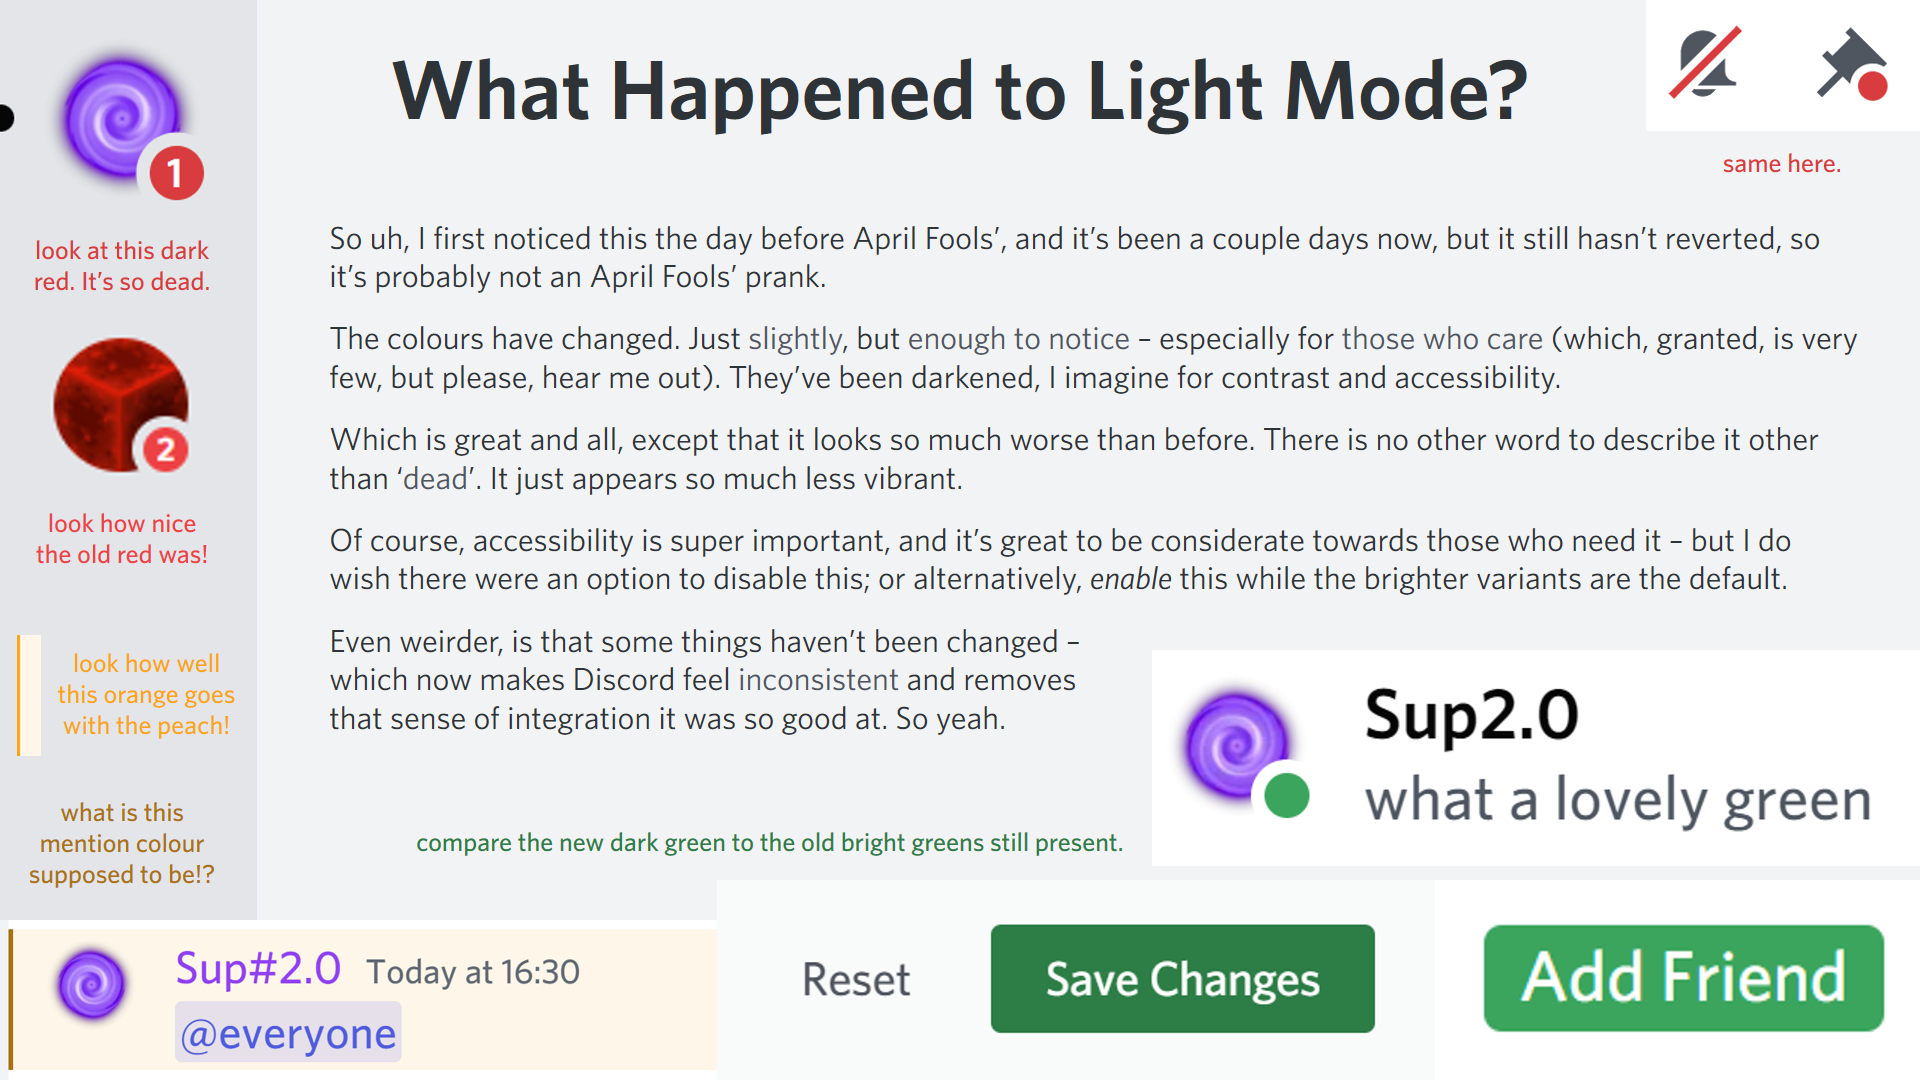 What Happened to Light Mode?
1
same here.
look at this dark
red. It's so dead.
2
look how nice
the old red was!
look how well
this orange goes
with the peach!
what is this
mention colour
supposed to be!?
So uh, I first noticed this the day before April Fools’, and it’s been a couple days now, but it still hasn’t reverted, so
it’s probably not an April Fools’ prank.
The colours have changed. Just slightly, but enough to notice – especially for those who care (which, granted, is very
few, but please, hear me out). They’ve been darkened, I imagine for contrast and accessibility.
Which is great and all, except that it looks so much worse than before. There is no other word to describe it other
than ‘dead’. It just appears so much less vibrant.
Of course, accessibility is super important, and it’s great to be considerate towards those who need it – but I do
wish there were an option to disable this; or alternatively, enable this while the brighter variants are the default.
Even weirder, is that some things haven’t been changed –
which now makes Discord feel inconsistent and removes
that sense of integration it was so good at. So yeah.
Sup2.0
what a lovely green
compare the new dark green to the old bright greens still present.
Sup#2.0 Today at 16:30
@everyone
Reset
Save Changes
Add Friend